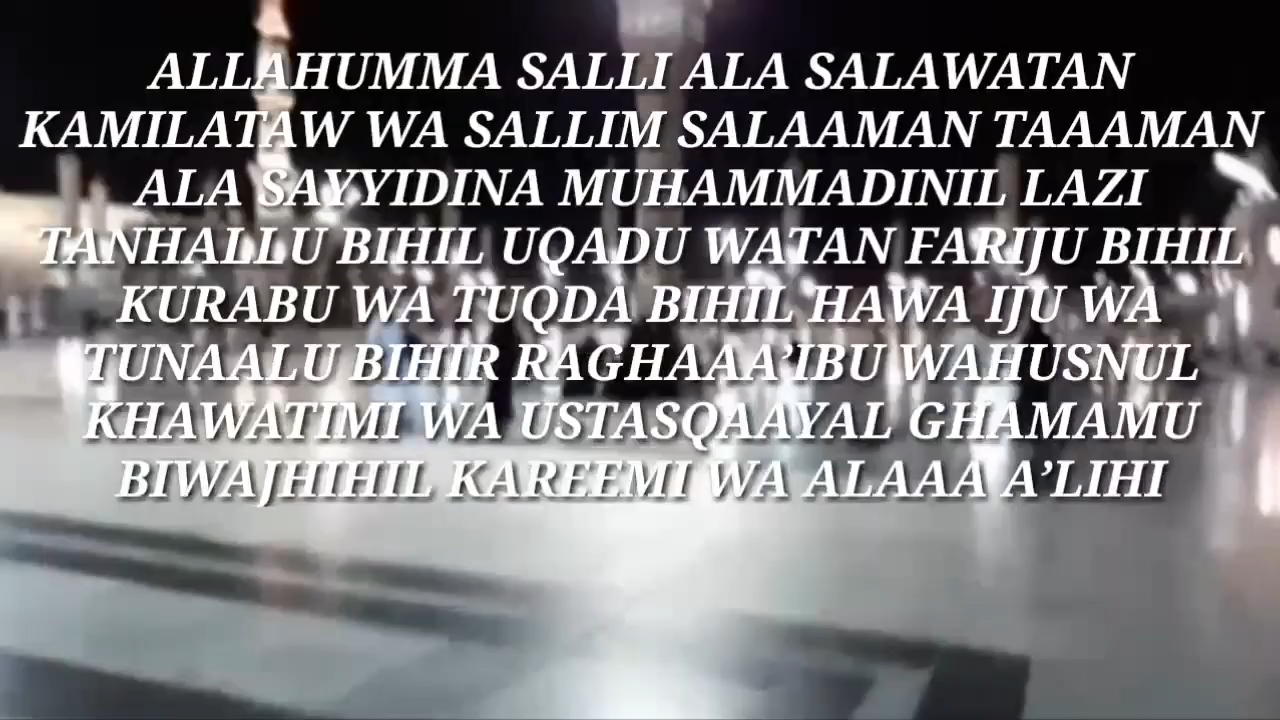 ALLAHUMMA SALLI ALA SALAWATAN
KAMILATAW WA SALLIM SALAAMAN TAAAMAN
ALA SAYYIDINA MUHAMMADINIL LAZI
TANHALLU BIHIL UQADU WATAN FARIJU BIHIL
KURABU WA TUQDA BIHIL HAWA IJU WA
TUNAALU BIHIR RAGHAAA’IBU WAHUSNUL
KHAWATIMI WA USTASQAAYAL GHAMAMU
BIWAJHIHIL KAREEMI WA ALAAA A’LIHI